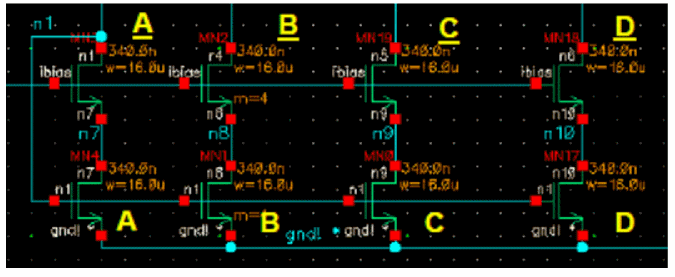 n1 A B C D
MN3 MN2 MN19 MN18
n1 340.0n r4 340.0n n5 340.0n n6 340.0n
ibias w=16.0u ibias w=16.0u ibias w=16.0u ibias w=16.0u
n7 n8 m=4 n9 n10
n7 n8 n9 n10
MN4 MN1 MN0 MN17
n7 340.0n n8 340.0n n9 340.0n n10 340.0n
n1 w=16.0u n1 w=16.0u n1 w=16.0u n1 w=16.0u
A m=4 B C D
gnd! gnd! gnd! gnd! gnd!